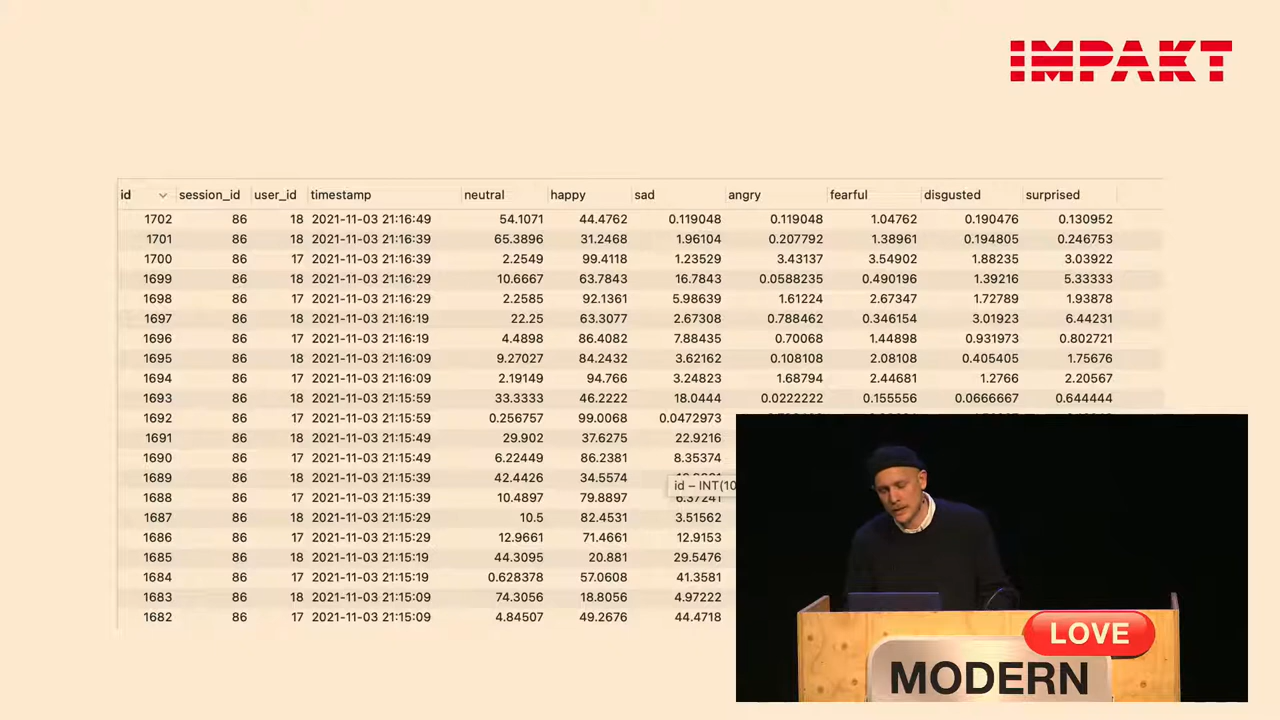 IMPAKT
id session_id user_id timestamp neutral happy sad angry fearful disgusted surprised
1702 86 18 2021-11-03 21:16:49 54.1071 44.4762 0.119048 0.119048 1.04762 0.190476 0.130952
1701 86 18 2021-11-03 21:16:39 65.3896 31.2468 1.96104 0.207792 1.38961 0.194805 0.246753
1700 86 17 2021-11-03 21:16:39 2.2549 99.4118 1.23529 3.43137 3.54902 1.88235 3.03922
1699 86 18 2021-11-03 21:16:29 10.6667 63.7843 16.7843 0.0588235 0.490196 1.39216 5.33333
1698 86 17 2021-11-03 21:16:29 2.2585 92.1361 5.98639 1.61224 2.67347 1.72789 1.93878
1697 86 18 2021-11-03 21:16:19 22.25 63.3077 2.67308 0.788462 0.346154 3.01923 6.44231
1696 86 17 2021-11-03 21:16:19 4.4898 86.4082 7.88435 0.70068 1.44898 0.931973 0.802721
1695 86 18 2021-11-03 21:16:09 9.27027 84.2432 3.62162 0.108108 2.08108 0.405405 1.75676
1694 86 17 2021-11-03 21:16:09 2.19149 94.766 3.24823 1.68794 2.44681 1.2766 2.20567
1693 86 18 2021-11-03 21:15:59 33.3333 46.2222 18.0444 0.0222222 0.155556 0.0666667 0.644444
1692 86 17 2021-11-03 21:15:59 0.256757 99.0068 0.0472973
1691 86 18 2021-11-03 21:15:49 29.902 37.6275 22.9216
1690 86 17 2021-11-03 21:15:49 6.22449 86.2381 8.35374
1689 86 18 2021-11-03 21:15:39 42.4426 34.5574
id – INT(10
1688 86 17 2021-11-03 21:15:39 10.4897 79.8897 6.37241
1687 86 18 2021-11-03 21:15:29 10.5 82.4531 3.51562
1686 86 17 2021-11-03 21:15:29 12.9661 71.4661 12.9153
1685 86 18 2021-11-03 21:15:19 44.3095 20.881 29.5476
1684 86 17 2021-11-03 21:15:19 0.628378 57.0608 41.3581
1683 86 18 2021-11-03 21:15:09 74.3056 18.8056 4.97222
1682 86 17 2021-11-03 21:15:09 4.84507 49.2676 44.4718
LOVE
MODERN